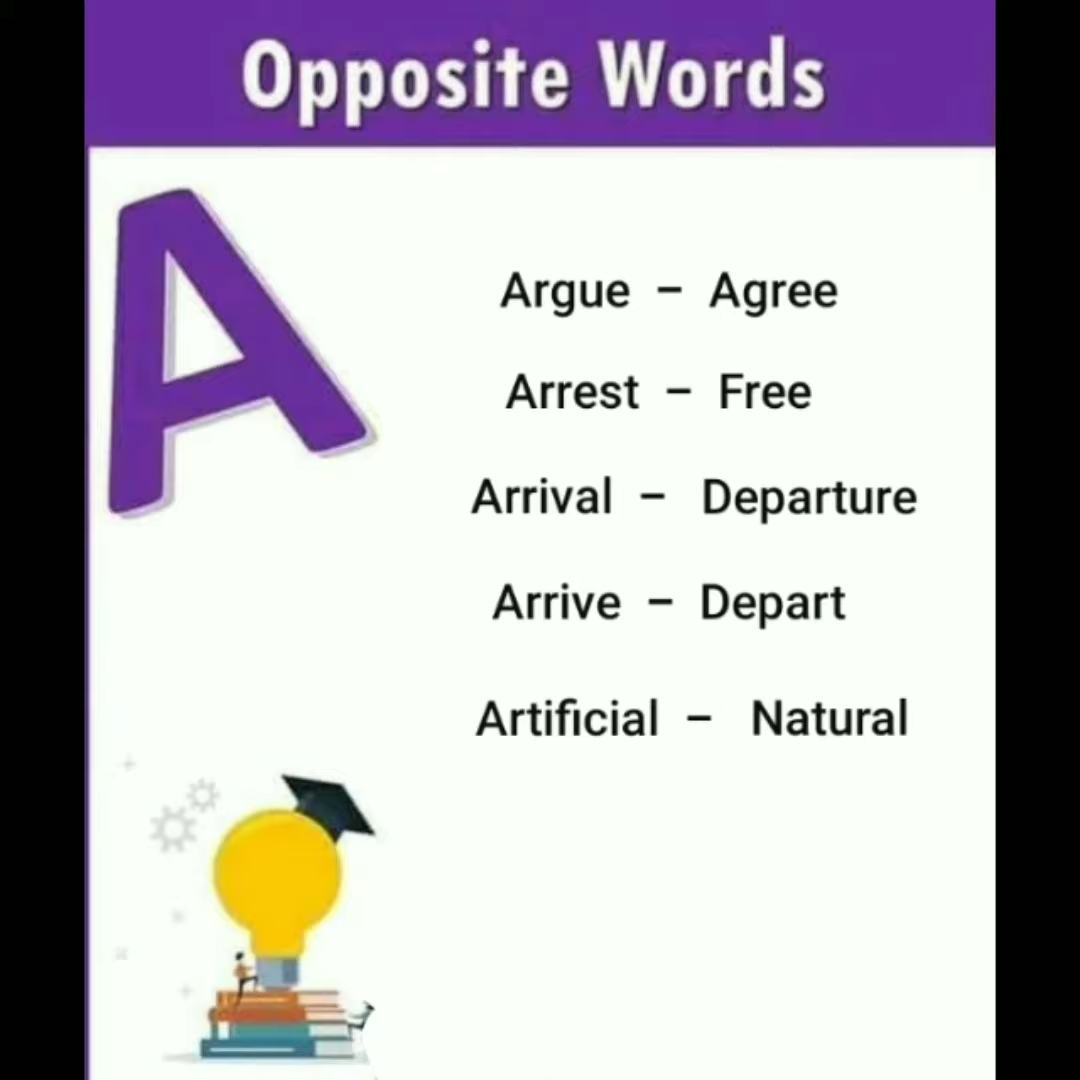 Opposite Words
A
Argue – Agree
Arrest – Free
Arrival – Departure
Arrive – Depart
Artificial – Natural